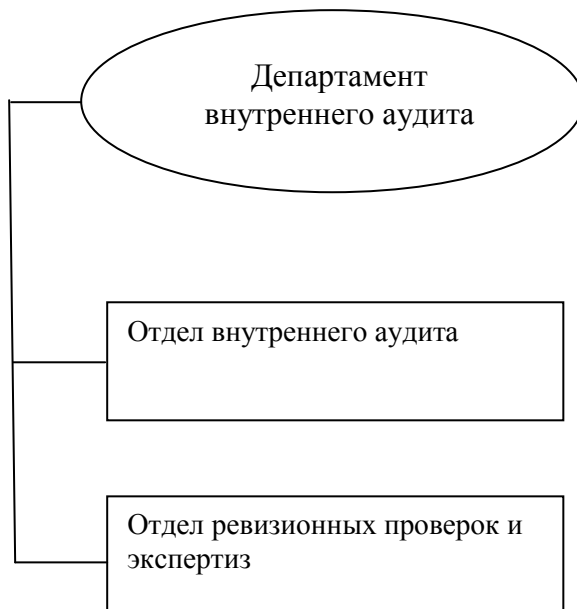 Департамент
внутреннего аудита
Отдел внутреннего аудита
Отдел ревизионных проверок и
экспертиз